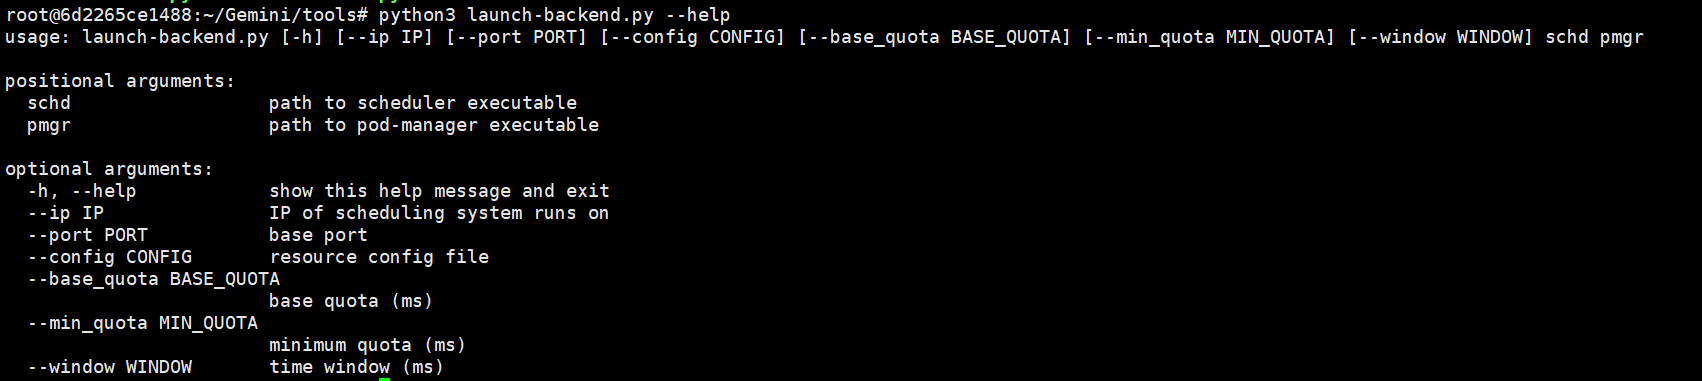 root@6d2265ce1488:~/Gemini/tools# python3 launch-backend.py --help
usage: launch-backend.py [-h] [--ip IP] [--port PORT] [--config CONFIG] [--base_quota BASE_QUOTA] [--min_quota MIN_QUOTA] [--window WINDOW] schd pmgr
positional arguments:
schd path to scheduler executable
pmgr path to pod-manager executable
optional arguments:
-h, --help show this help message and exit
--ip IP IP of scheduling system runs on
--port PORT base port
--config CONFIG resource config file
--base_quota BASE_QUOTA
base quota (ms)
--min_quota MIN_QUOTA
minimum quota (ms)
--window WINDOW time window (ms)